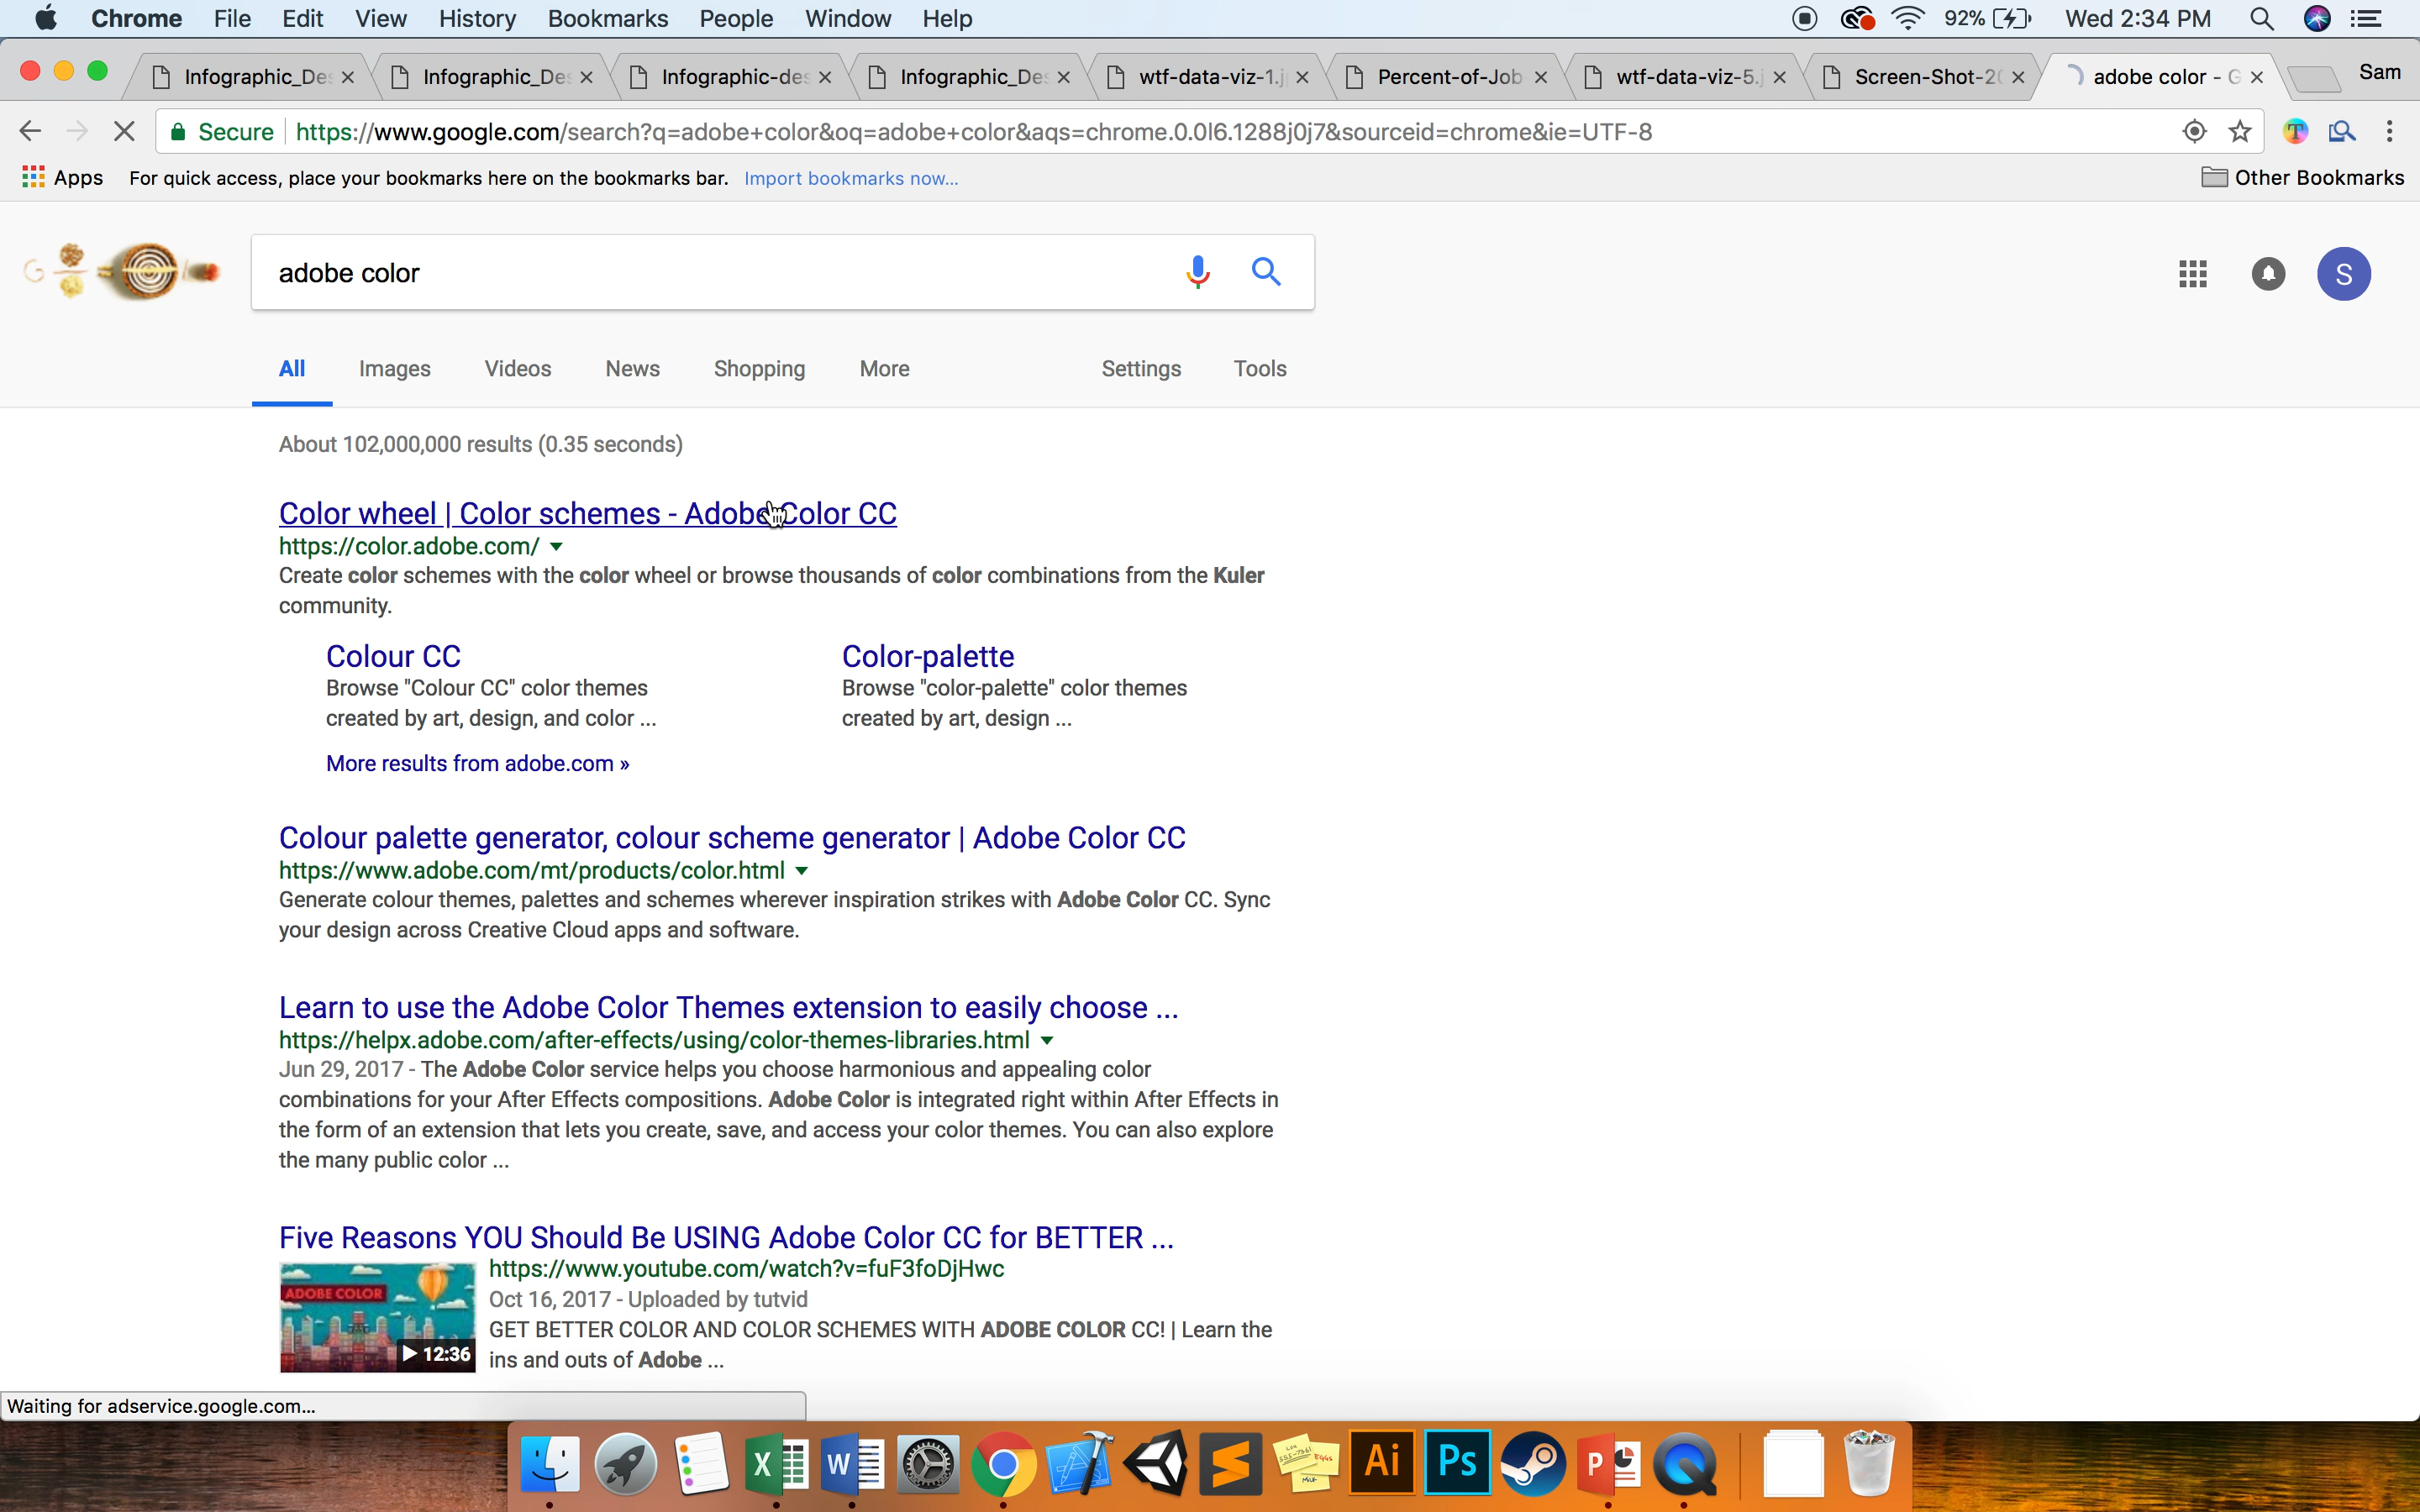 Chrome File Edit View History Bookmarks People Window Help 92% Wed 2:34 PM
Infographic_Des Infographic_Des Infographic-des Infographic_Des wtf-data-viz-1.j Percent-of-Job wtf-data-viz-5.j Screen-Shot-20 adobe color - G Sam
Secure https://www.google.com/search?q=adobe+color&oq=adobe+color&aqs=chrome.0.0l6.1288j0j7&sourceid=chrome&ie=UTF-8
Apps For quick access, place your bookmarks here on the bookmarks bar. Import bookmarks now... Other Bookmarks
adobe color S
All Images Videos News Shopping More Settings Tools
About 102,000,000 results (0.35 seconds)
Color wheel | Color schemes - Adobe Color CC
https://color.adobe.com/
Create color schemes with the color wheel or browse thousands of color combinations from the Kuler
community.
Colour CC Color-palette
Browse "Colour CC" color themes Browse "color-palette" color themes
created by art, design, and color ... created by art, design ...
More results from adobe.com »
Colour palette generator, colour scheme generator | Adobe Color CC
https://www.adobe.com/mt/products/color.html
Generate colour themes, palettes and schemes wherever inspiration strikes with Adobe Color CC. Sync
your design across Creative Cloud apps and software.
Learn to use the Adobe Color Themes extension to easily choose ...
https://helpx.adobe.com/after-effects/using/color-themes-libraries.html
Jun 29, 2017 - The Adobe Color service helps you choose harmonious and appealing color
combinations for your After Effects compositions. Adobe Color is integrated right within After Effects in
the form of an extension that lets you create, save, and access your color themes. You can also explore
the many public color ...
Five Reasons YOU Should Be USING Adobe Color CC for BETTER ...
https://www.youtube.com/watch?v=fuF3foDjHwc
ADOBE COLOR
Oct 16, 2017 - Uploaded by tutvid
GET BETTER COLOR AND COLOR SCHEMES WITH ADOBE COLOR CC! | Learn the
12:36
ins and outs of Adobe ...
Waiting for adservice.google.com...
X W Ai Ps P